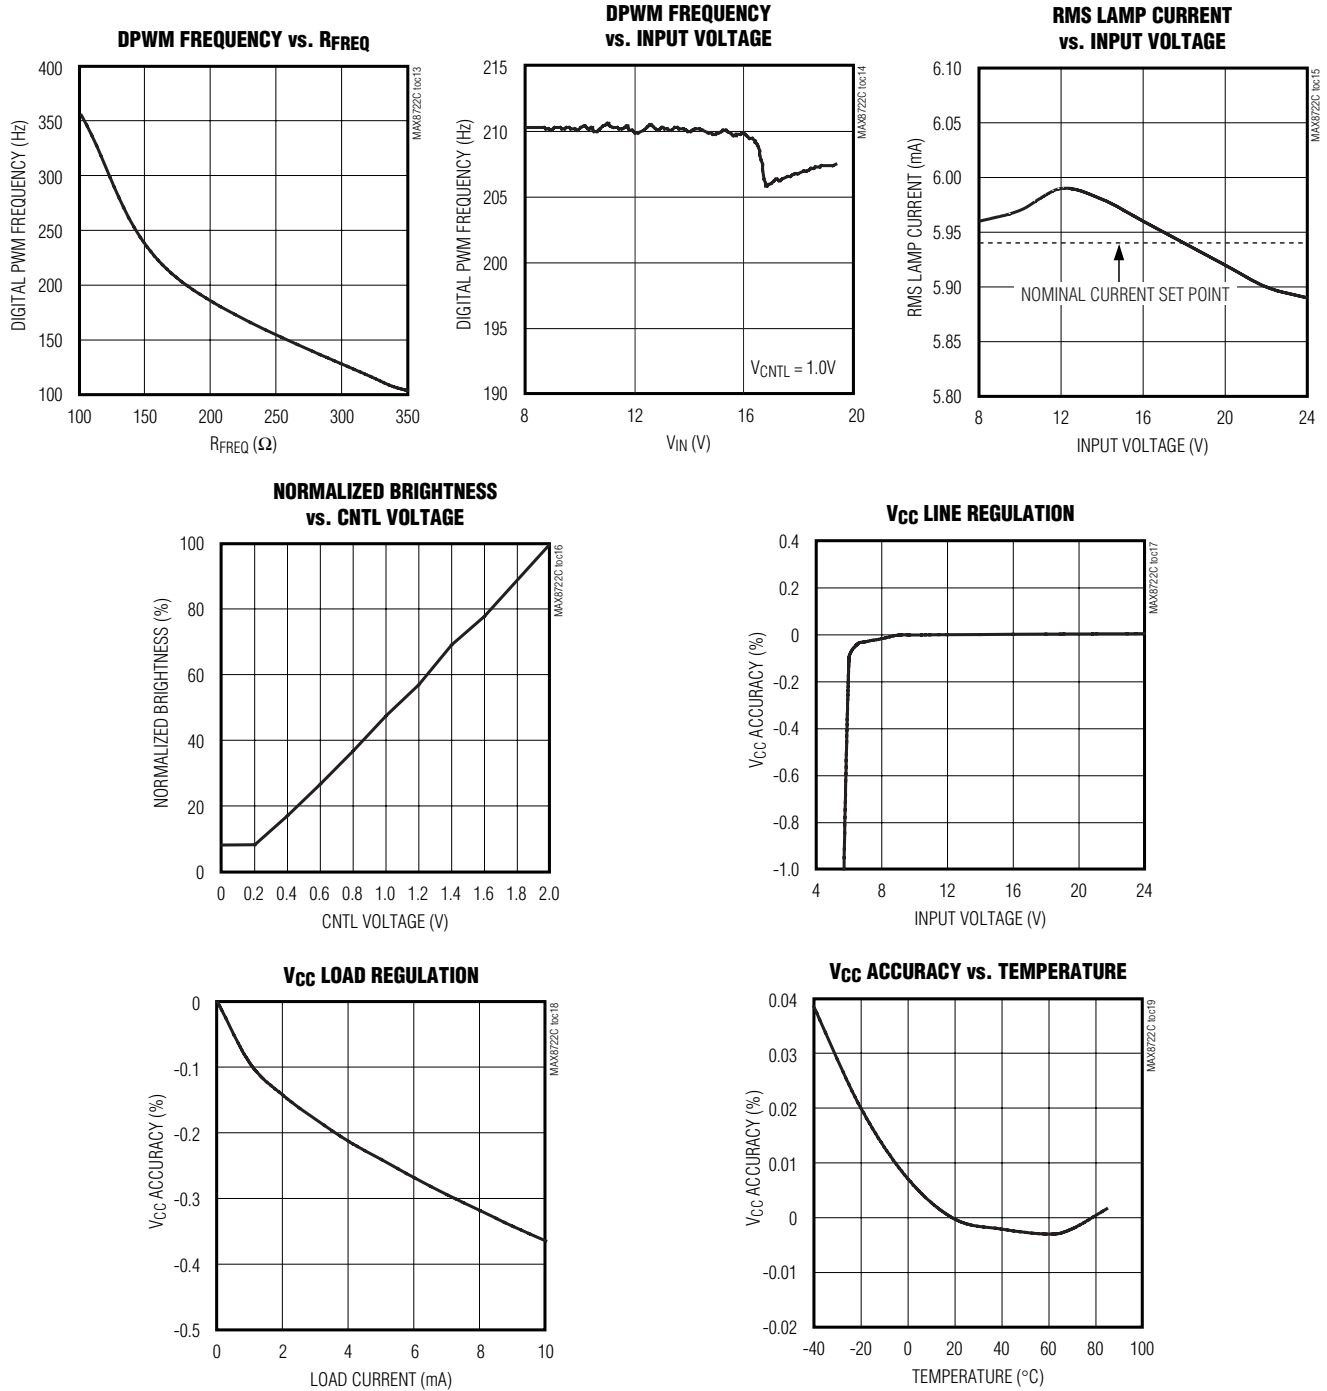 DPWM FREQUENCY vs. RFREQ
400
350
300
250
200
150
100
DIGITAL PWM FREQUENCY (Hz)
100 150 200 250 300 350
RFREQ (Ω)
MAX8722C toc13
DPWM FREQUENCY
vs. INPUT VOLTAGE
215
210
205
200
195
190
DIGITAL PWM FREQUENCY (Hz)
VCNTL = 1.0V
8 12 16 20
VIN (V)
MAX8722C toc14
RMS LAMP CURRENT
vs. INPUT VOLTAGE
6.10
6.05
6.00
5.95
5.90
5.85
5.80
RMS LAMP CURRENT (mA)
NOMINAL CURRENT SET POINT
8 12 16 20 24
INPUT VOLTAGE (V)
MAX8722C toc15
NORMALIZED BRIGHTNESS
vs. CNTL VOLTAGE
100
80
60
40
20
0
NORMALIZED BRIGHTNESS (%)
0 0.2 0.4 0.6 0.8 1.0 1.2 1.4 1.6 1.8 2.0
CNTL VOLTAGE (V)
MAX8722C toc16
VCC LINE REGULATION
0.4
0.2
0
-0.2
-0.4
-0.6
-0.8
-1.0
VCC ACCURACY (%)
4 8 12 16 20 24
INPUT VOLTAGE (V)
MAX8722C toc17
VCC LOAD REGULATION
0
-0.1
-0.2
-0.3
-0.4
-0.5
VCC ACCURACY (%)
0 2 4 6 8 10
LOAD CURRENT (mA)
MAX8722C toc18
VCC ACCURACY vs. TEMPERATURE
0.04
0.03
0.02
0.01
0
-0.01
-0.02
VCC ACCURACY (%)
-40 -20 0 20 40 60 80 100
TEMPERATURE (°C)
MAX8722C toc19